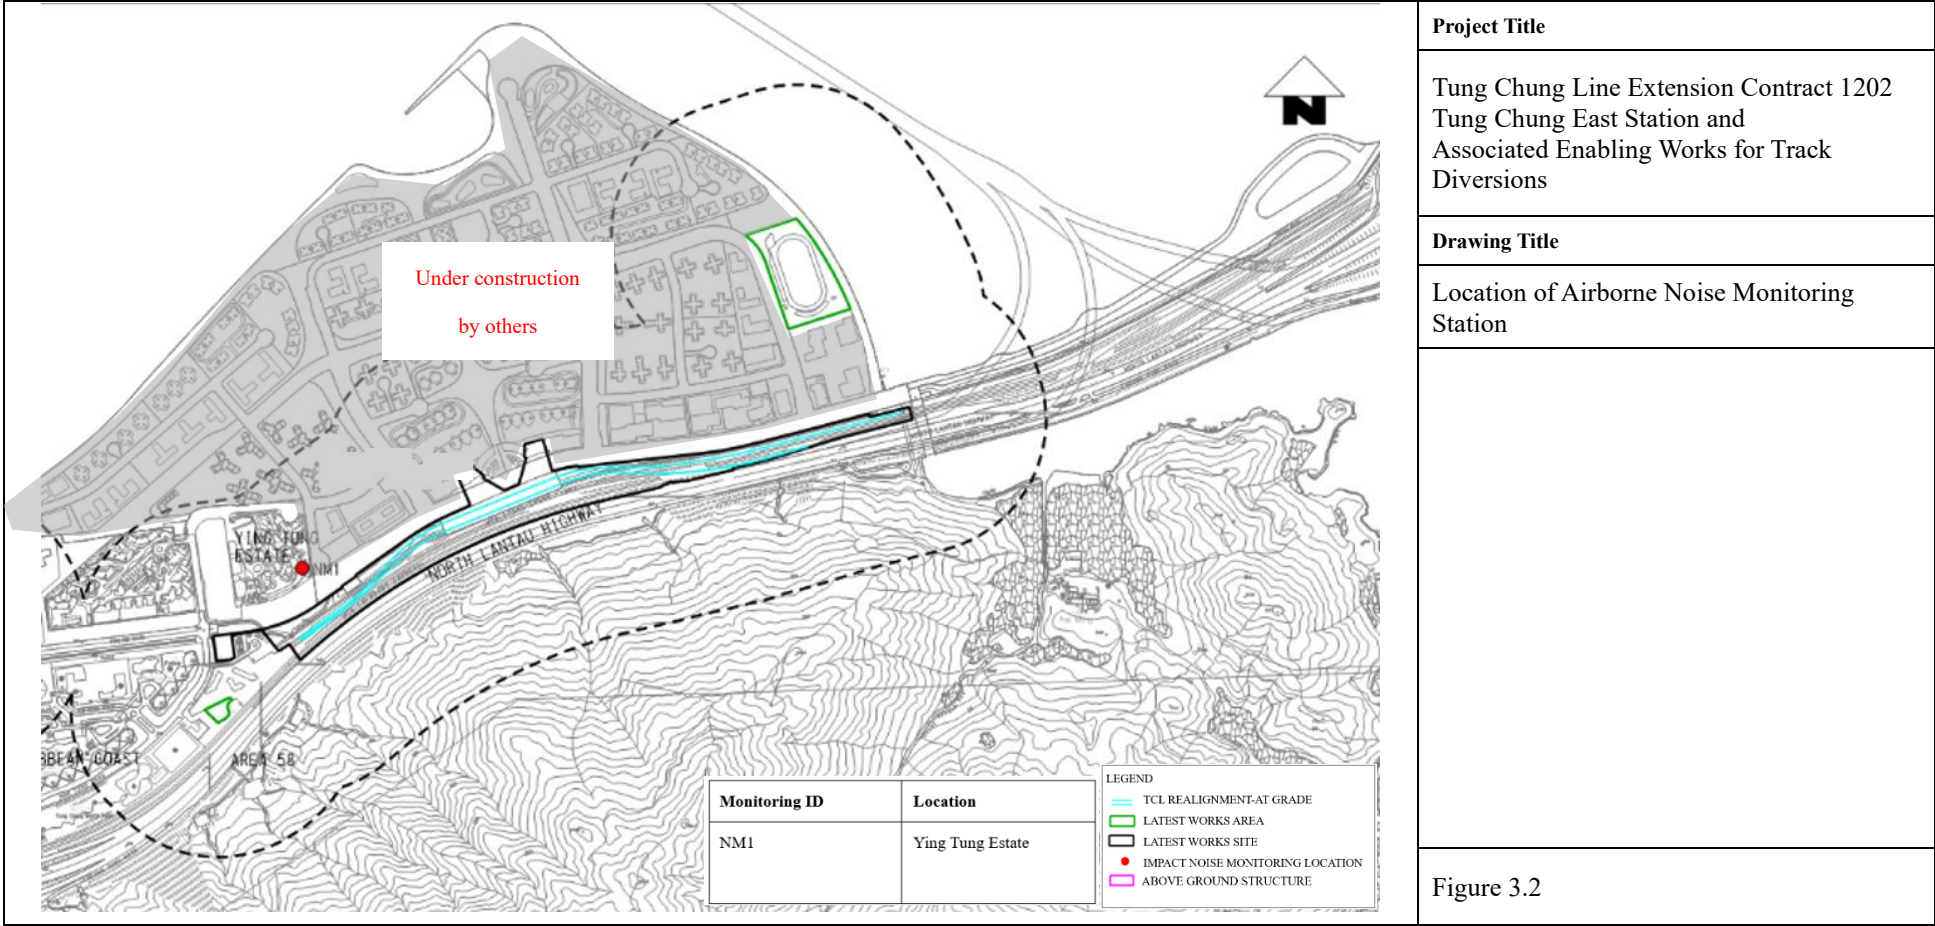 Project Title
Tung Chung Line Extension Contract 1202
Tung Chung East Station and
Associated Enabling Works for Track
Diversions
Drawing Title
Location of Airborne Noise Monitoring
Station
Figure 3.2
N
Under construction
by others
YING TUNG
ESTATE
NM1
NORTH LANTAU HIGHWAY
BBEAN COAST
AREA 58
Monitoring ID Location
NM1 Ying Tung Estate
LEGEND
TCL REALIGNMENT-AT GRADE
LATEST WORKS AREA
LATEST WORKS SITE
IMPACT NOISE MONITORING LOCATION
ABOVE GROUND STRUCTURE